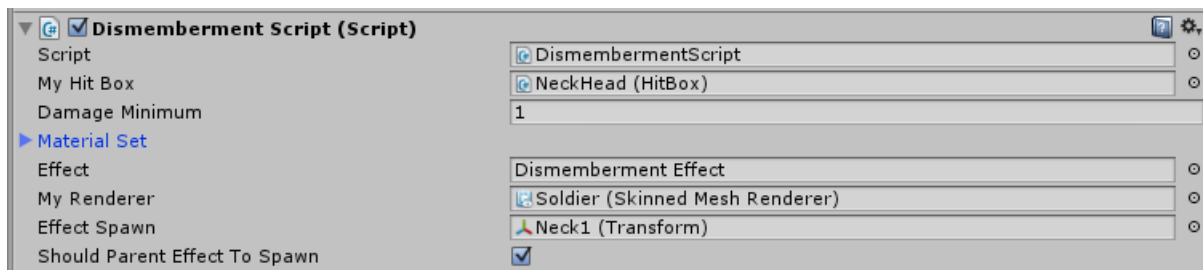 Dismemberment Script (Script)
Script DismembermentScript
My Hit Box NeckHead (HitBox)
Damage Minimum 1
Material Set
Effect Dismemberment Effect
My Renderer Soldier (Skinned Mesh Renderer)
Effect Spawn Neck1 (Transform)
Should Parent Effect To Spawn